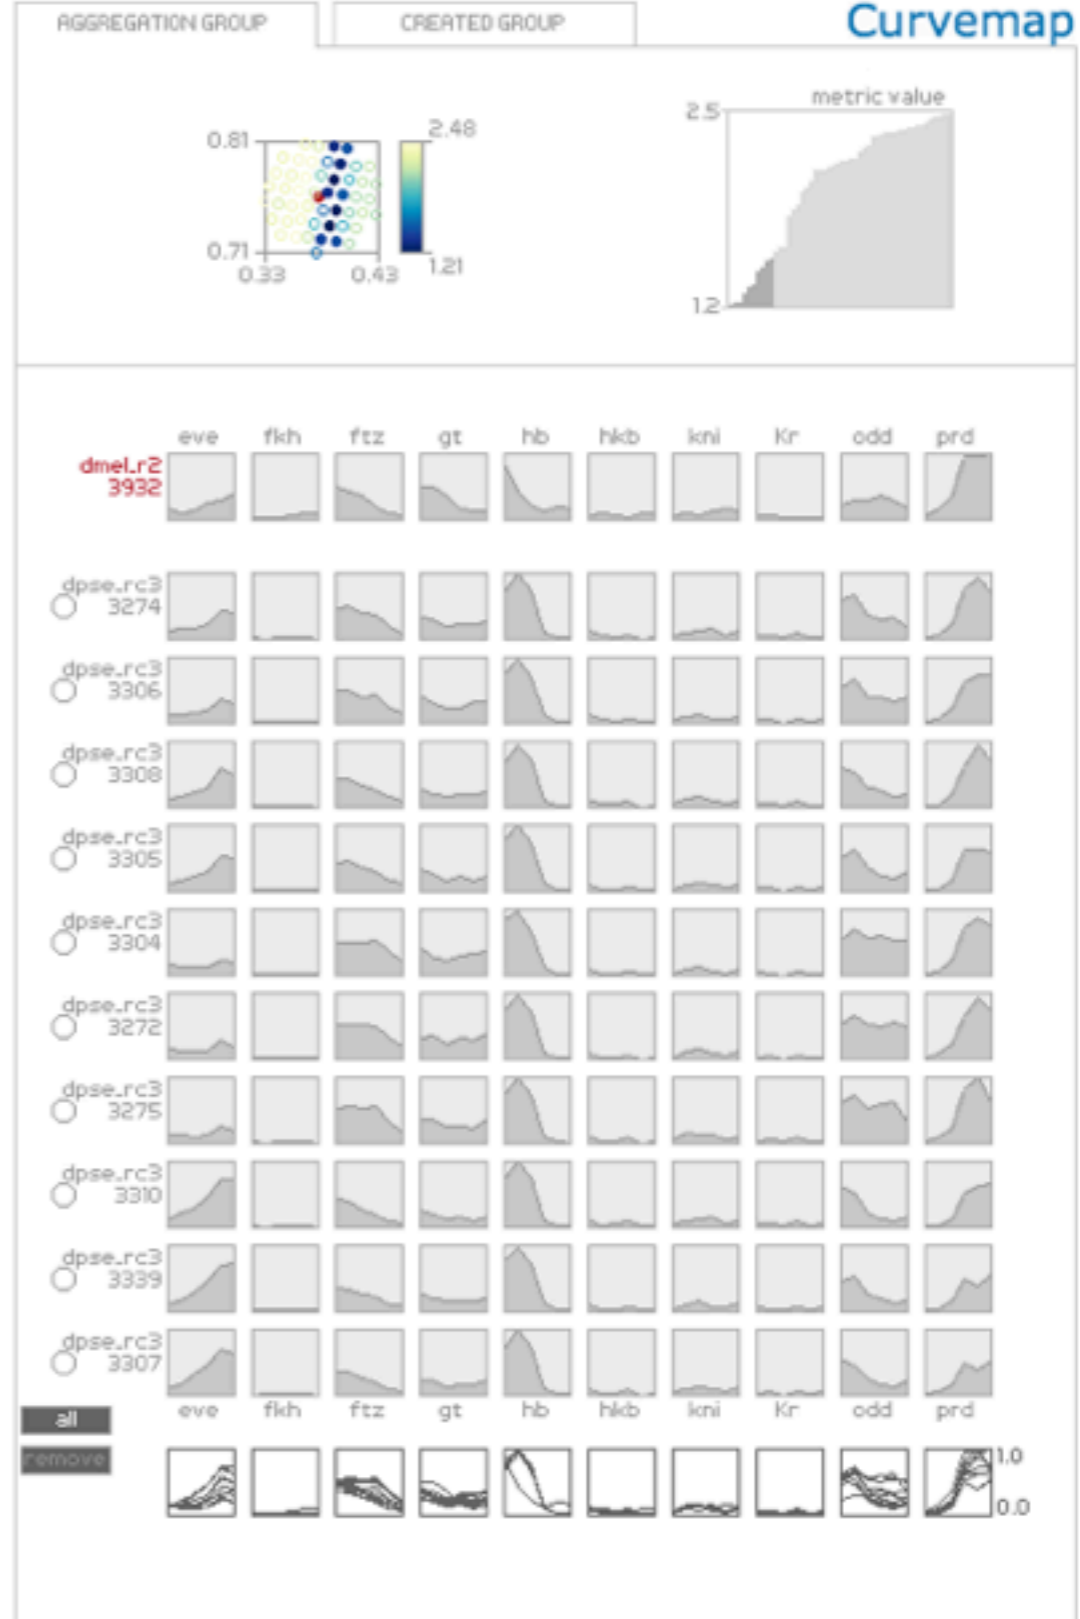 AGGREGATION GROUP CREATED GROUP Curvemap
metric value
2.5
0.81 2.48
0.71 1.21
0.33 0.43
1.2
eve fkh ftz gt hb hkb kni Kr odd prd
dmel_r2
3932
dpse_rc3
3274
dpse_rc3
3306
dpse_rc3
3308
dpse_rc3
3305
dpse_rc3
3304
dpse_rc3
3272
dpse_rc3
3275
dpse_rc3
3310
dpse_rc3
3339
dpse_rc3
3307
eve fkh ftz gt hb hkb kni Kr odd prd
all
remove
1.0
0.0